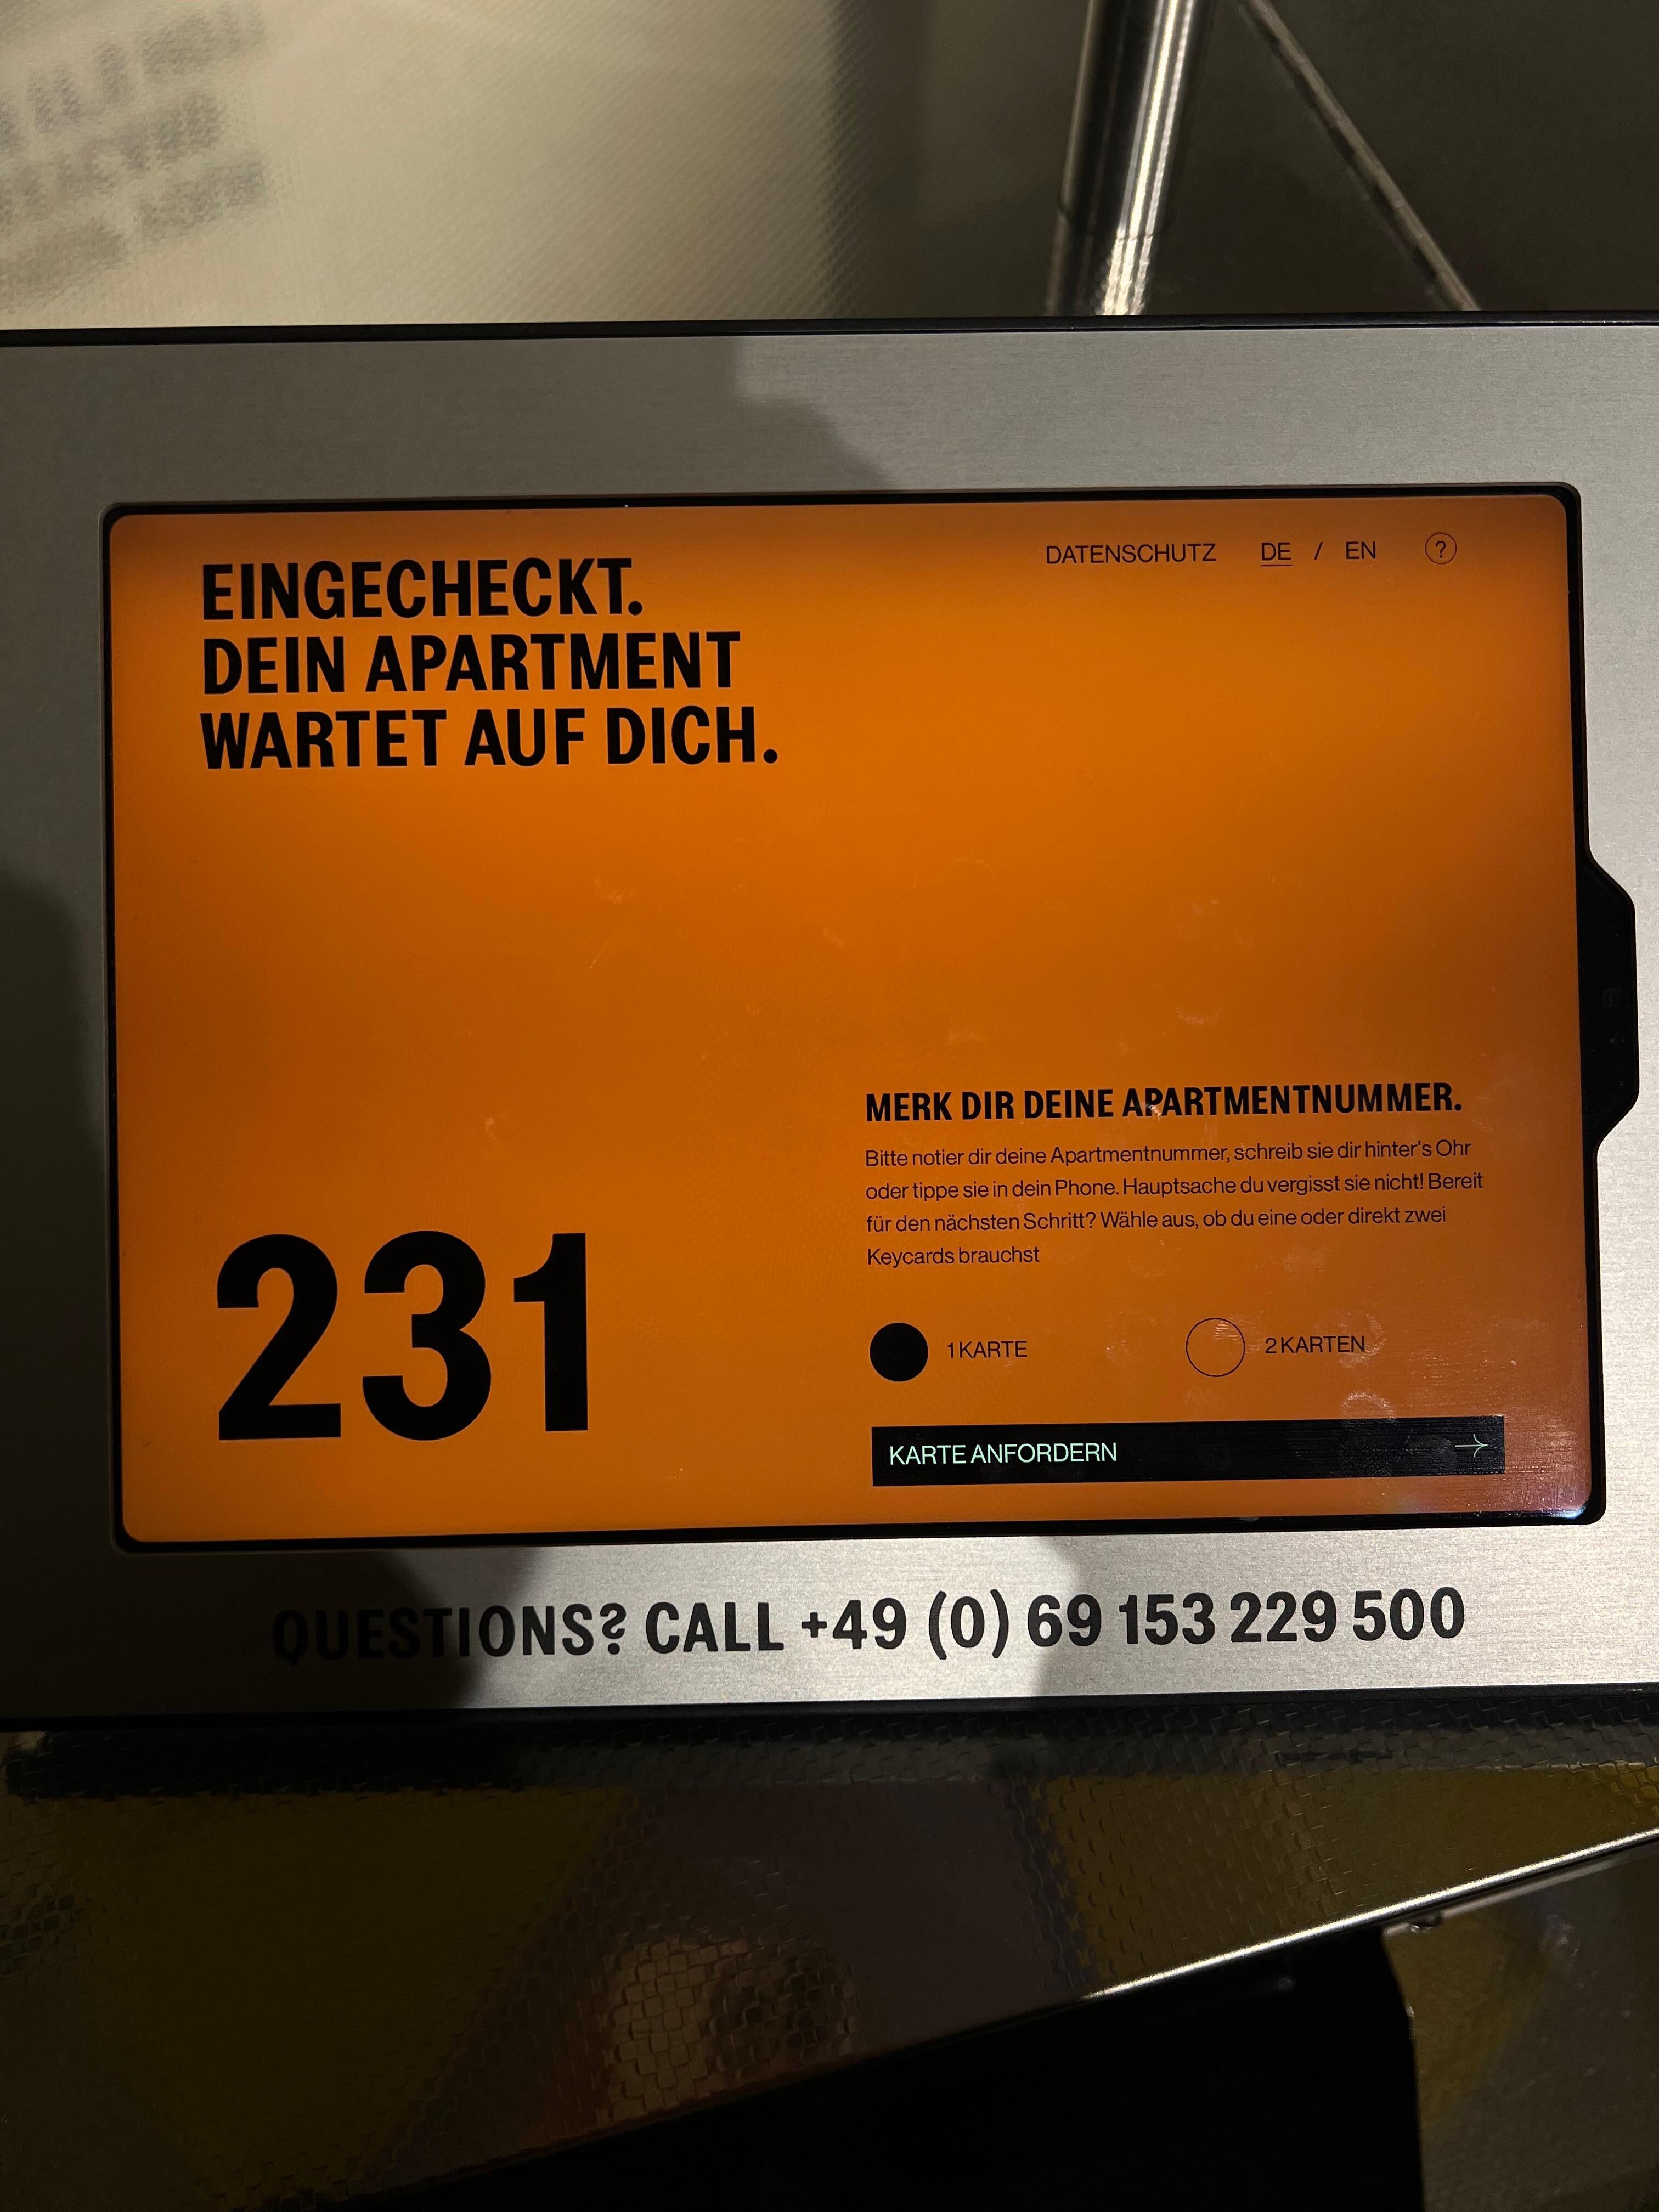 EINGECHECKT.
DEIN APARTMENT
WARTET AUF DICH.
DATENSCHUTZ DE / EN ?
231
MERK DIR DEINE APARTMENTNUMMER.
Bitte notier dir deine Apartmentnummer, schreib sie dir hinter's Ohr
oder tippe sie in dein Phone. Hauptsache du vergisst sie nicht! Bereit
für den nächsten Schritt? Wähle aus, ob du eine oder direkt zwei
Keycards brauchst
1 KARTE 2 KARTEN
KARTE ANFORDERN →
QUESTIONS? CALL +49 (0) 69 153 229 500